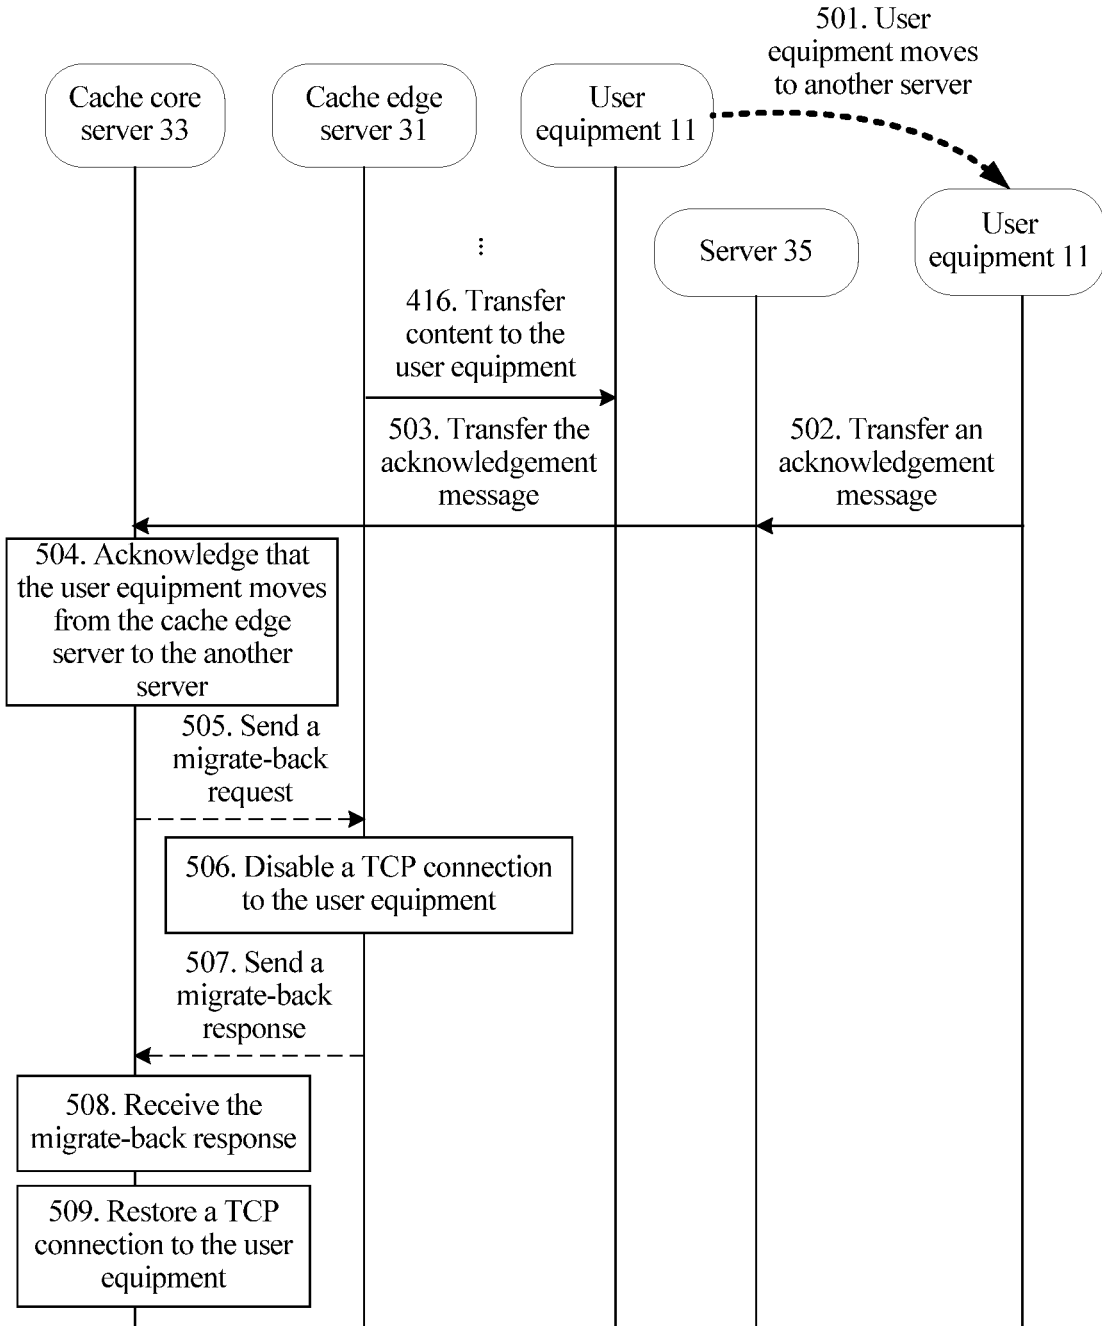 501. User
equipment moves
to another server
Cache core
server 33
Cache edge
server 31
User
equipment 11
Server 35
User
equipment 11
...
416. Transfer
content to the
user equipment
503. Transfer the
acknowledgement
message
502. Transfer an
acknowledgement
message
504. Acknowledge that
the user equipment moves
from the cache edge
server to the another
server
505. Send a
migrate-back
request
506. Disable a TCP connection
to the user equipment
507. Send a
migrate-back
response
508. Receive the
migrate-back response
509. Restore a TCP
connection to the user
equipment